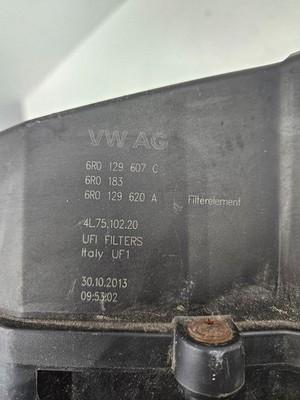 VW AG
6R0 129 607 C
6R0 183
6R0 129 620 A Filterelement
4L.75.102.20
UFI FILTERS
Italy UF1
30.10.2013
09:53:02